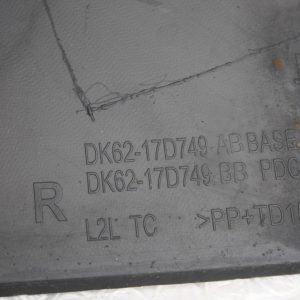 DK62-17D749 AB BASE
DK62-17D749 BB PDC
R
L2L TC >PP+TD1